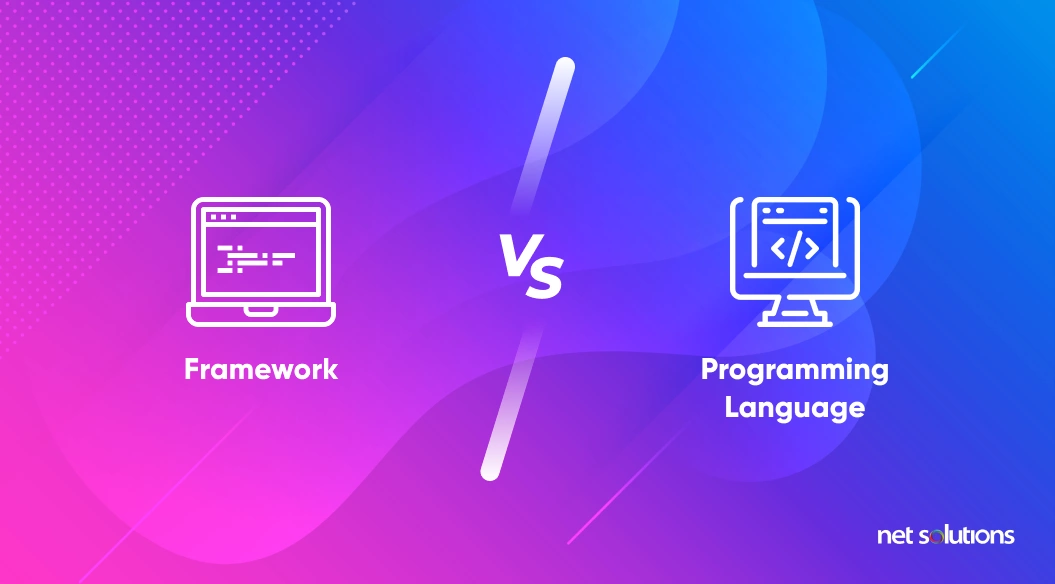 VS
Framework
Programming
Language
net solutions